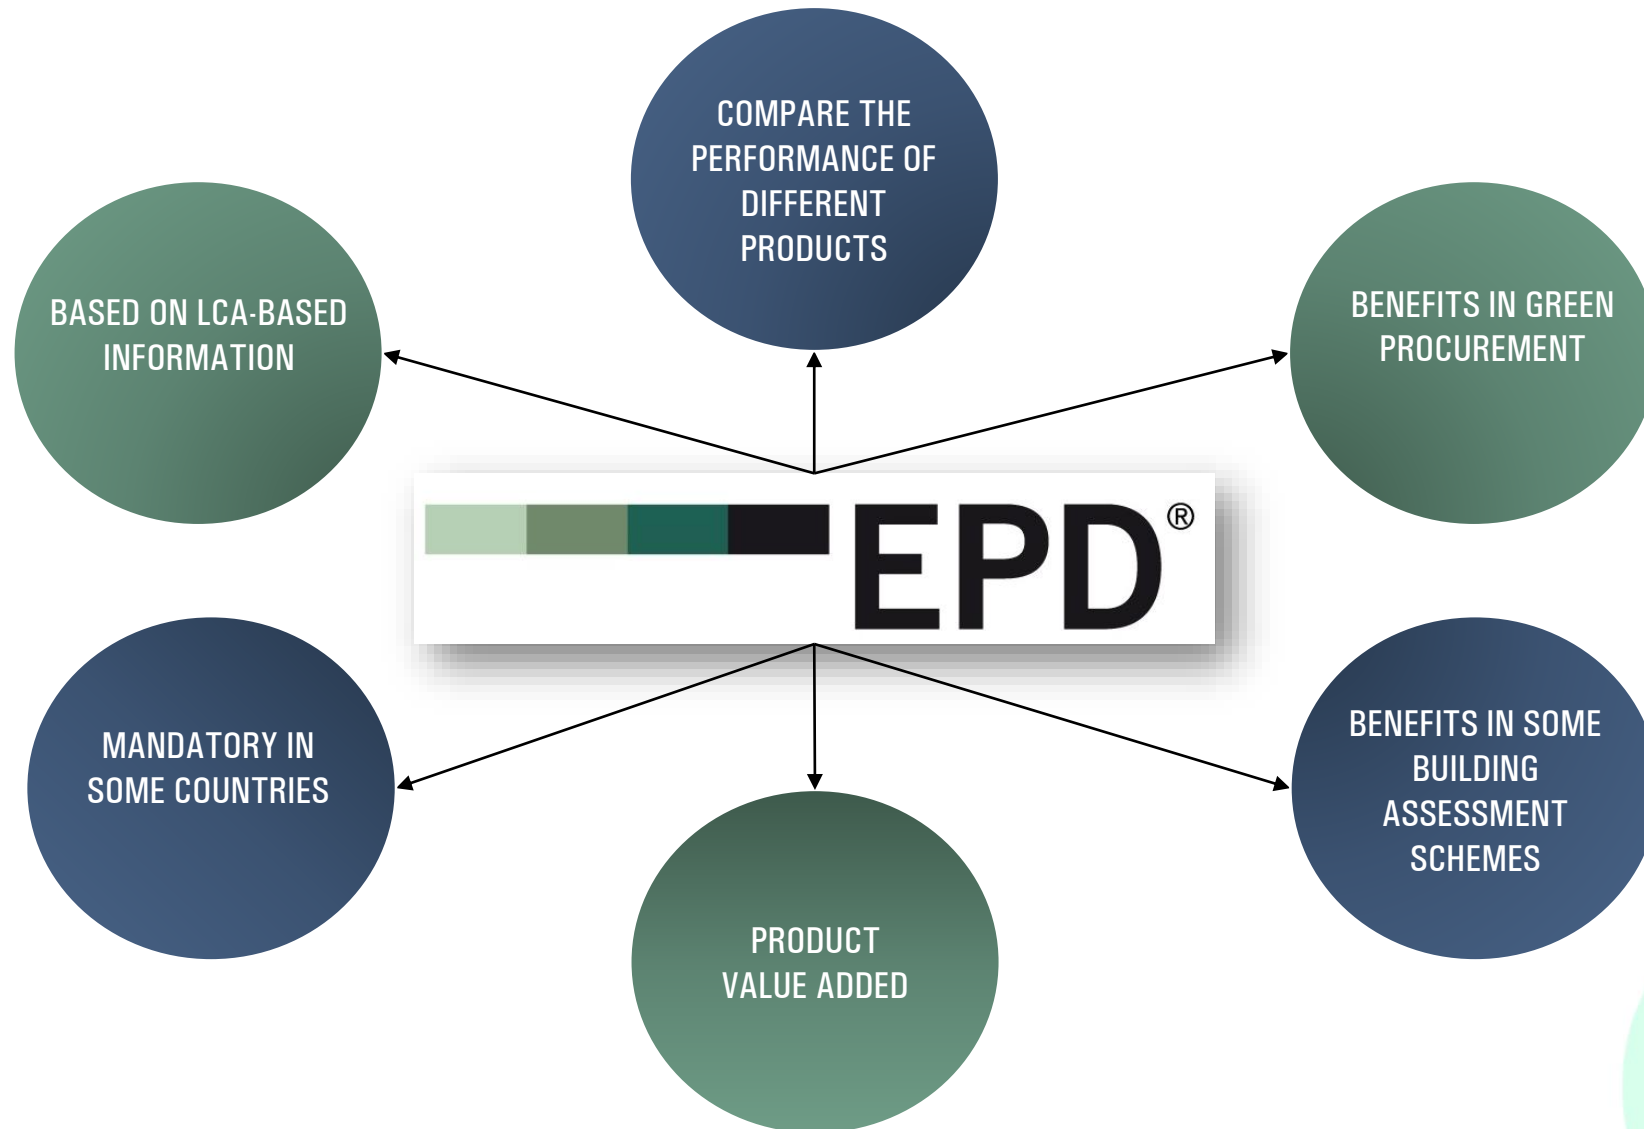 COMPARE THE
PERFORMANCE OF
DIFFERENT
PRODUCTS
BASED ON LCA-BASED
INFORMATION
BENEFITS IN GREEN
PROCUREMENT
EPD®
MANDATORY IN
SOME COUNTRIES
BENEFITS IN SOME
BUILDING
ASSESSMENT
SCHEMES
PRODUCT
VALUE ADDED